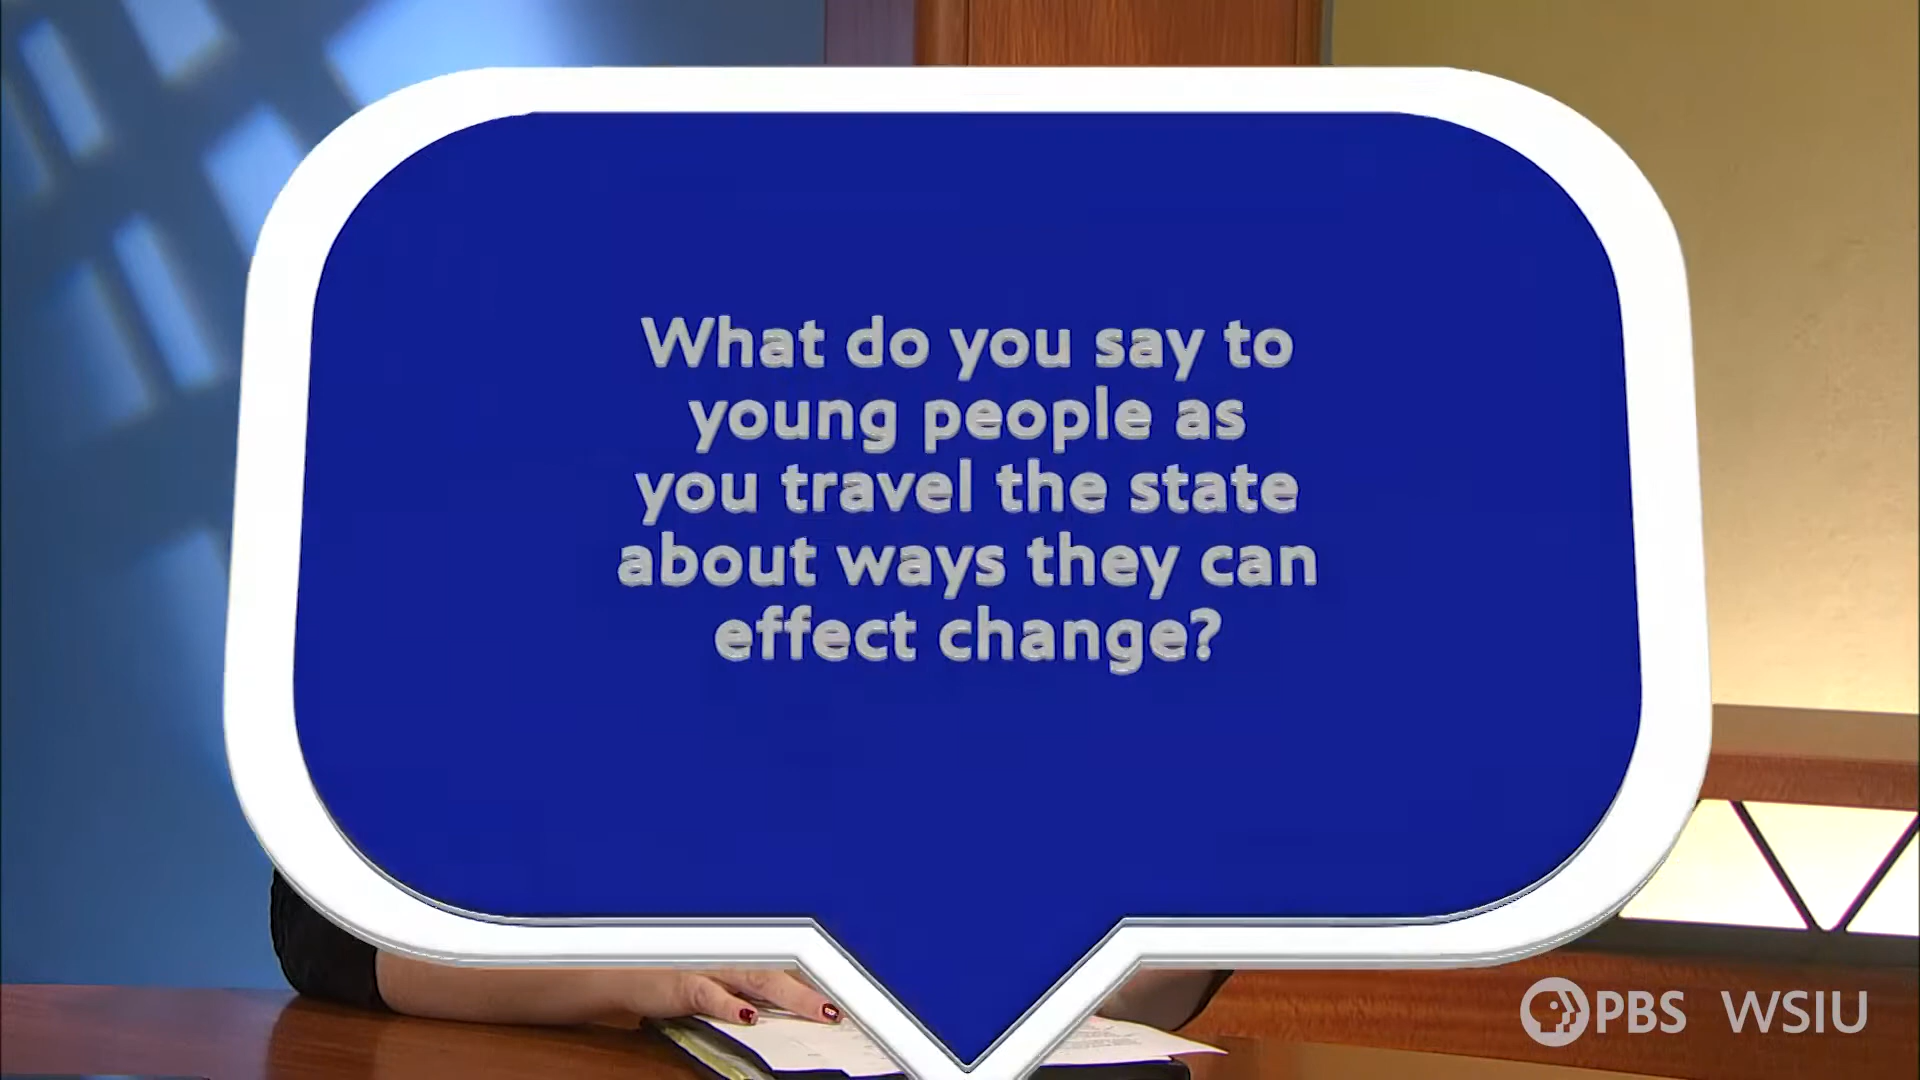 What do you say to
young people as
you travel the state
about ways they can
effect change?
PBS WSIU